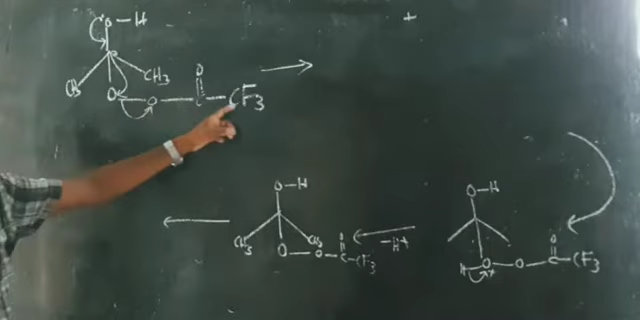 O-H
CH3 CH3
O-O-C-CF3
O
O-H
CH3 CH3
O-O-C-CF3
O
-H+
O-H
H-O-O-C-CF3
+
O